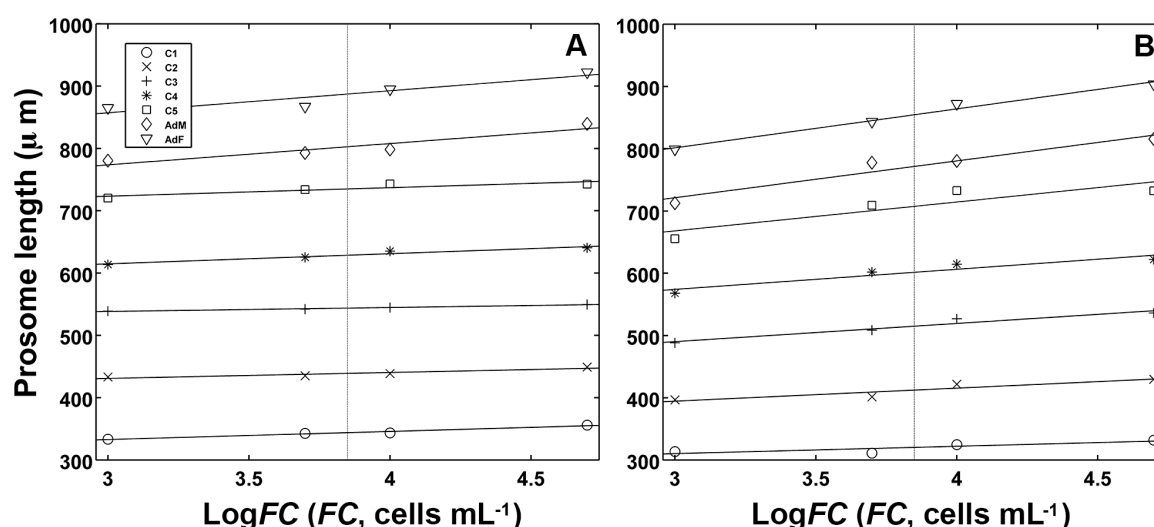 1000
900
800
700
600
500
400
300
Prosome length (μ m)
A
C1
C2
C3
C4
C5
AdM
AdF
3
3.5
4
4.5
LogFC (FC, cells mL-1)
1000
900
800
700
600
500
400
300
B
3
3.5
4
4.5
LogFC (FC, cells mL-1)